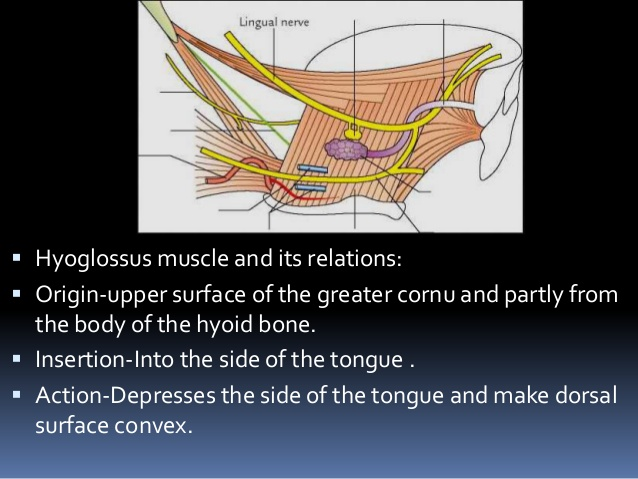 Lingual nerve
▪ Hyoglossus muscle and its relations:
▪ Origin-upper surface of the greater cornu and partly from
the body of the hyoid bone.
▪ Insertion-Into the side of the tongue .
▪ Action-Depresses the side of the tongue and make dorsal
surface convex.